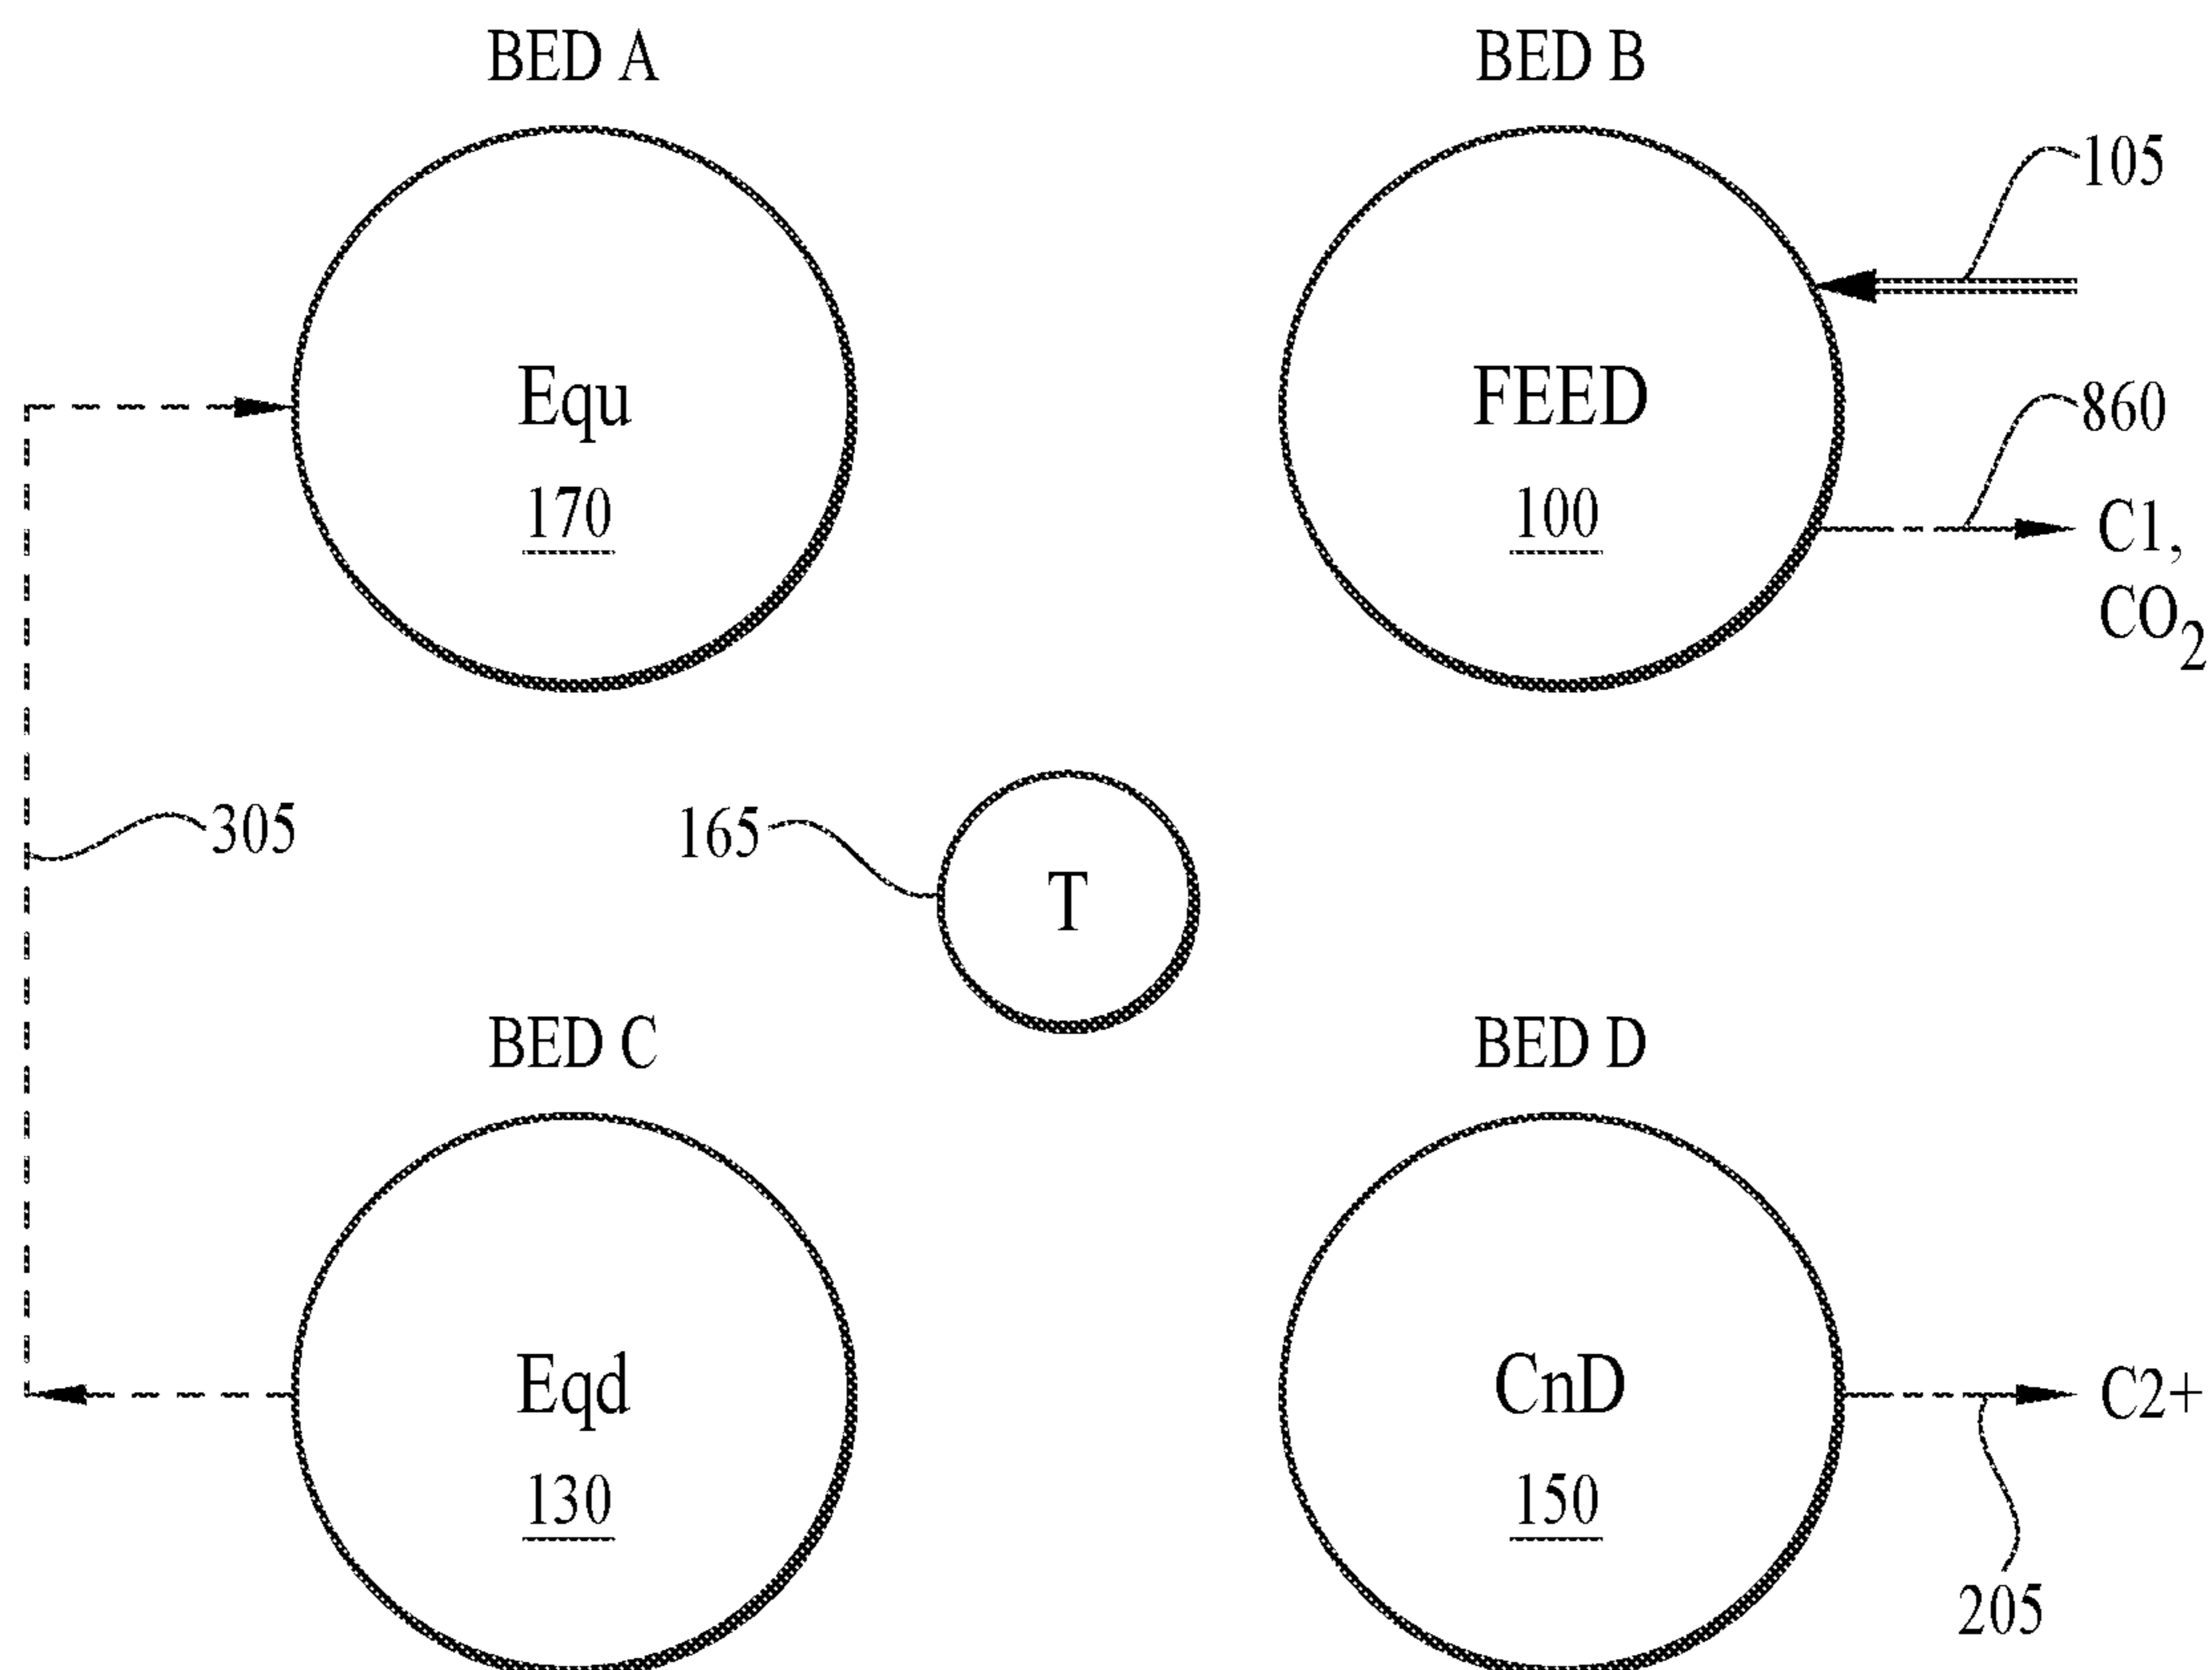 BED A
BED B
105
Equ
170
FEED
100
860
C1,
CO2
305
165
T
BED C
BED D
Eqd
130
CnD
150
C2+
205